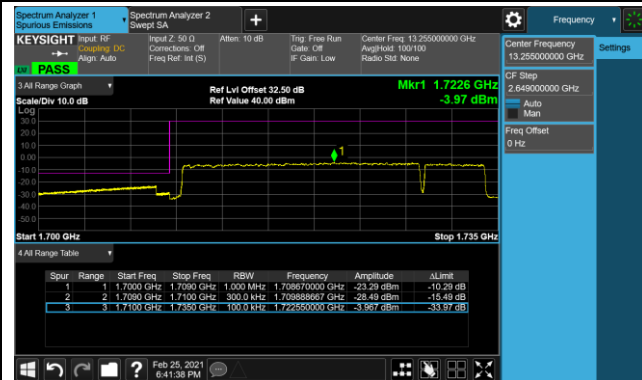 Spectrum Analyzer 1
Spurious Emissions
Spectrum Analyzer 2
Swept SA
+
Frequency
KEYSIGHT
Input: RF
Coupling: DC
Align: Auto
Input Z: 50 Ω
Corrections: Off
Freq Ref: Int (S)
Atten: 10 dB
Trig: Free Run
Gate: Off
IF Gain: Low
Center Freq: 13.255000000 GHz
Avg|Hold: 100/100
Radio Std: None
LXI
PASS
3 All Range Graph
Scale/Div 10.0 dB
Ref Lvl Offset 32.50 dB
Ref Value 40.00 dBm
Mkr1 1.7226 GHz
-3.97 dBm
Log
30.0
20.0
10.0
0.00
-10.0
-20.0
-30.0
-40.0
-50.0
1
Start 1.700 GHz
Stop 1.735 GHz
4 All Range Table
Spur Range Start Freq Stop Freq RBW Frequency Amplitude ΔLimit
1 1 1.7000 GHz 1.7090 GHz 1.000 MHz 1.708670000 GHz -23.29 dBm -10.29 dB
2 2 1.7090 GHz 1.7100 GHz 300.0 kHz 1.709888667 GHz -28.49 dBm -15.49 dB
3 3 1.7100 GHz 1.7350 GHz 100.0 kHz 1.722550000 GHz -3.967 dBm -33.97 dB
Center Frequency
13.255000000 GHz
Settings
CF Step
2.649000000 GHz
Auto
Man
Freq Offset
0 Hz
?
Feb 25, 2021
6:41:38 PM